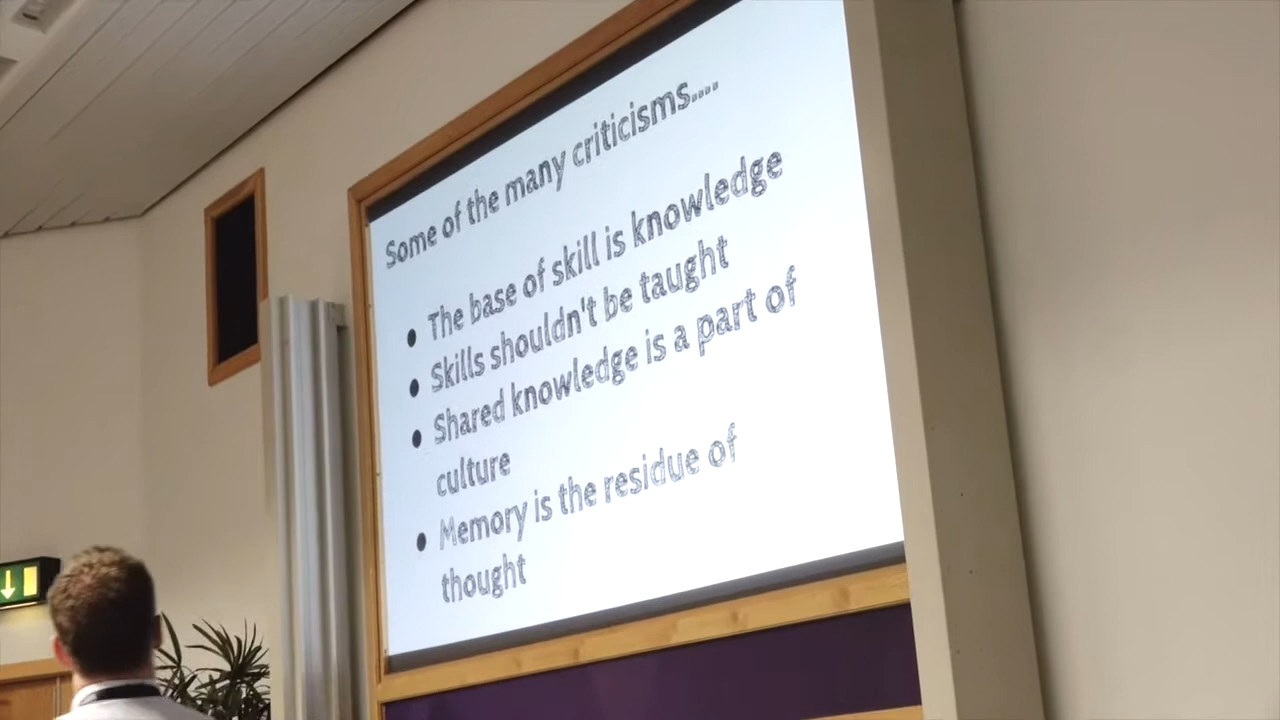 Some of the many criticisms....
● The base of skill is knowledge
● Skills shouldn't be taught
● Shared knowledge is a part of
culture
● Memory is the residue of
thought